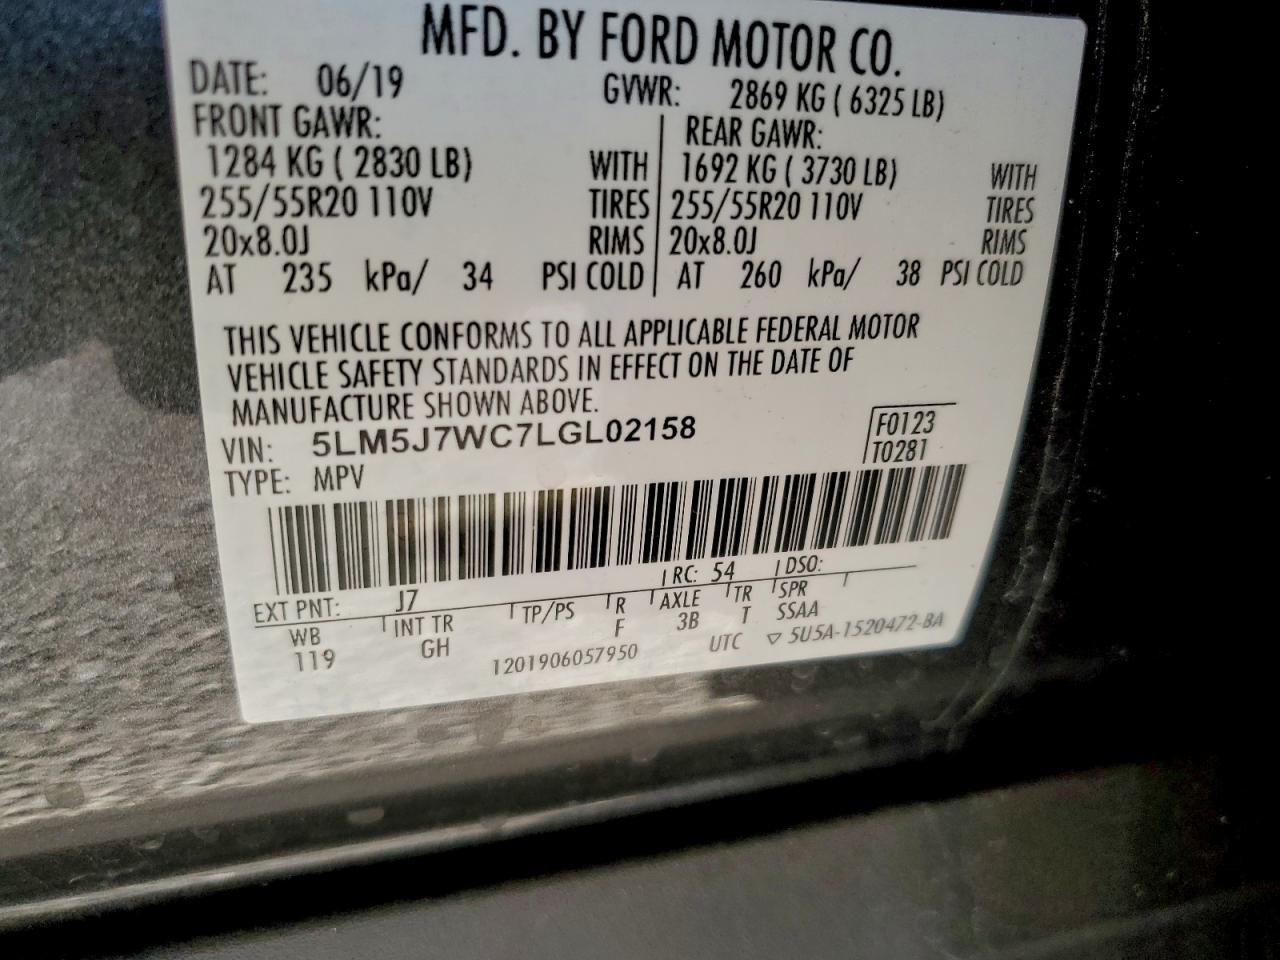 MFD. BY FORD MOTOR CO.
DATE: 06/19 GVWR: 2869 KG ( 6325 LB)
FRONT GAWR: REAR GAWR:
1284 KG ( 2830 LB) WITH 1692 KG ( 3730 LB) WITH
255/55R20 110V TIRES 255/55R20 110V TIRES
20x8.0J RIMS 20x8.0J RIMS
AT 235 kPa/ 34 PSI COLD AT 260 kPa/ 38 PSI COLD
THIS VEHICLE CONFORMS TO ALL APPLICABLE FEDERAL MOTOR
VEHICLE SAFETY STANDARDS IN EFFECT ON THE DATE OF
MANUFACTURE SHOWN ABOVE.
VIN: 5LM5J7WC7LGL02158 F0123
TYPE: MPV T0281
EXT PNT: J7 RC: 54 DSO:
WB INT TR TP/PS R AXLE TR SPR
119 GH F 3B T SSAA
1201906057950 UTC ▽ 5U5A-1520472-BA